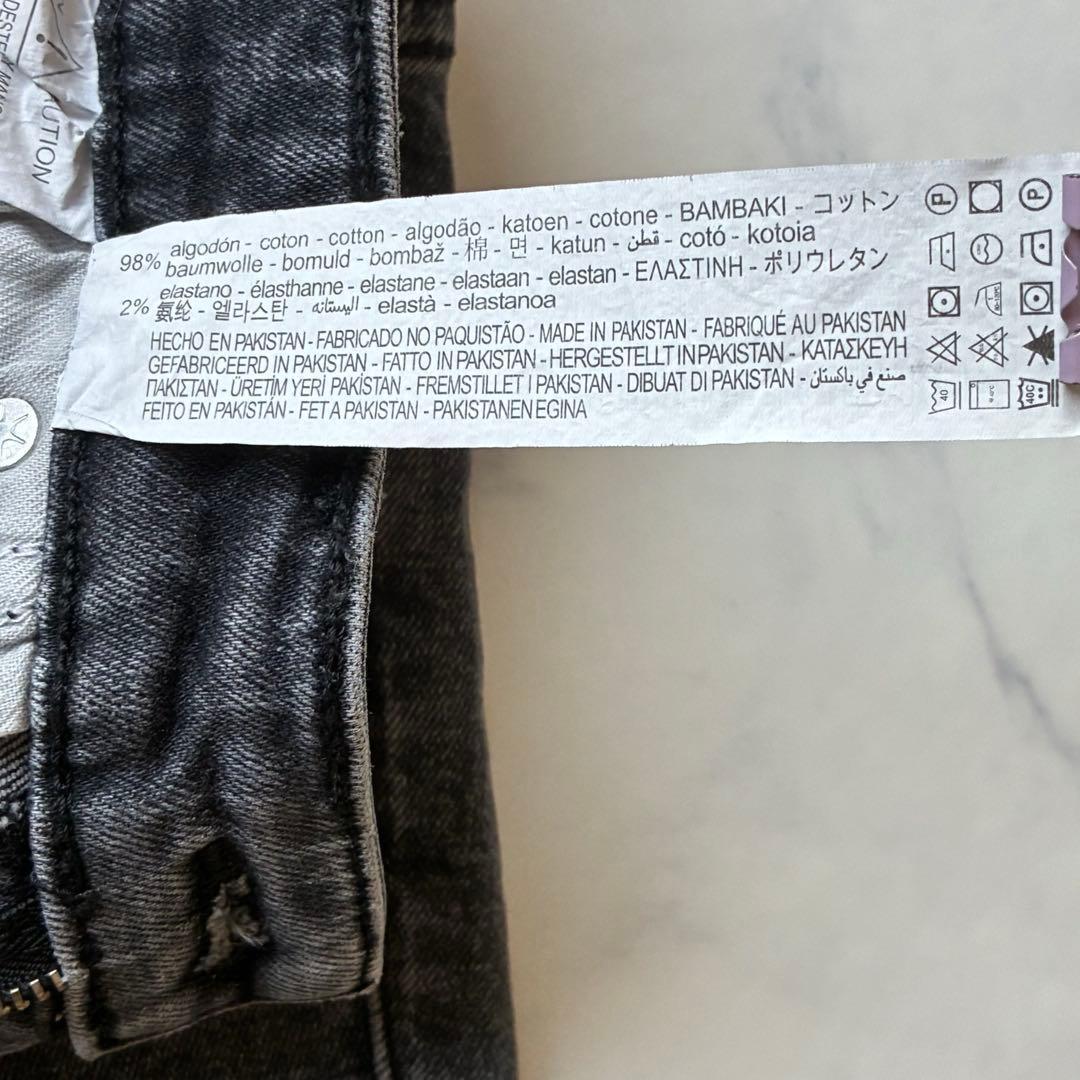 UTION
98% algodón - coton - cotton - algodão - katoen - cotone - BAMBAKI - コットン
baumwolle - bomuld - bombaž - 棉 - 면 - katun - قطن - cotó - kotoia
elastano - élasthanne - elastane - elastaan - elastan - ΕΛΑΣΤΙΝΗ - ポリウレタン
2% 氨纶 - 엘라스탄 - - elastà - elastanoa
HECHO EN PAKISTAN - FABRICADO NO PAQUISTÃO - MADE IN PAKISTAN - FABRIQUÉ AU PAKISTAN
GEFABRICEERD IN PAKISTAN - FATTO IN PAKISTAN - HERGESTELLT IN PAKISTAN - ΚΑΤΑΣΚΕΥΗ
ΠΑΚΙΣΤΑΝ - ÜRETİM YERİ PAKİSTAN - FREMSTILLET I PAKISTAN - DIBUAT DI PAKISTAN - صنع في باكستان
FEITO EN PAKISTÁN - FET A PAKISTAN - PAKISTANEN EGINA
P P
40 40C